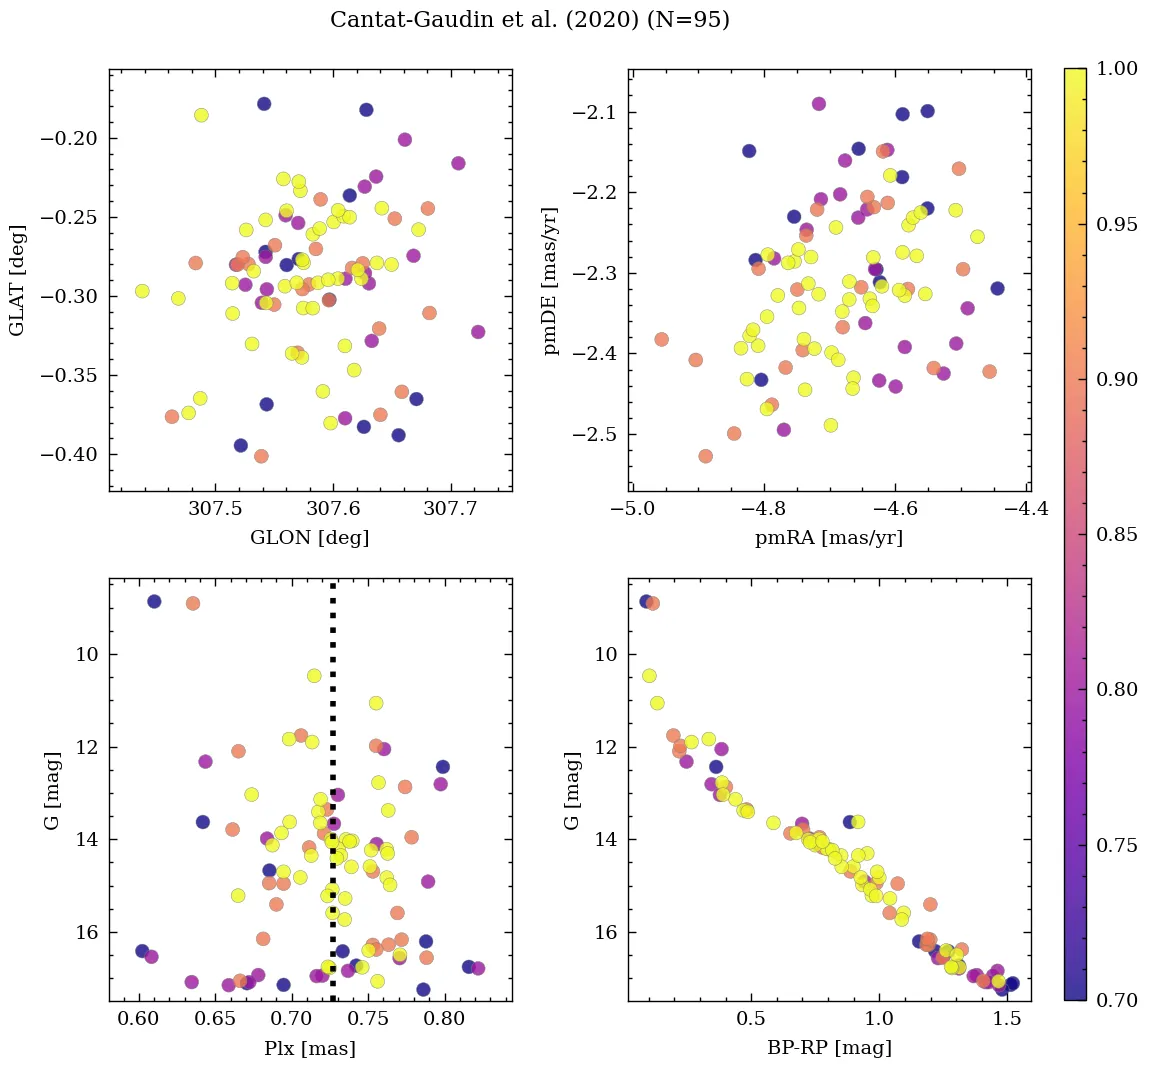 Cantat-Gaudin et al. (2020) (N=95)
−0.20
−0.25
−0.30
−0.35
−0.40
GLAT [deg]
307.5 307.6 307.7
GLON [deg]
−2.1
−2.2
−2.3
−2.4
−2.5
pmDE [mas/yr]
−5.0 −4.8 −4.6 −4.4
pmRA [mas/yr]
10
12
14
16
G [mag]
0.60 0.65 0.70 0.75 0.80
Plx [mas]
10
12
14
16
G [mag]
0.5 1.0 1.5
BP-RP [mag]
1.00
0.95
0.90
0.85
0.80
0.75
0.70